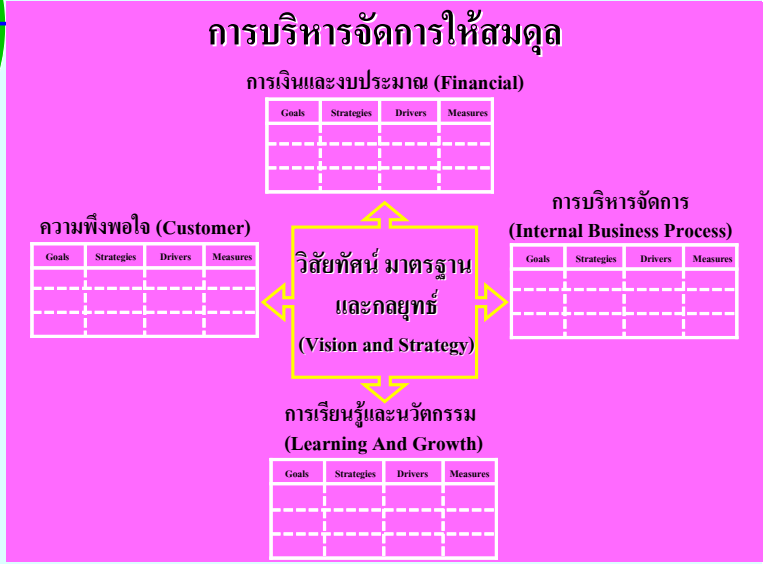 การบริหารจัดการให้สมดุล
การเงินและงบประมาณ (Financial)
Goals Strategies Drivers Measures
ความพึงพอใจ (Customer)
Goals Strategies Drivers Measures
วิสัยทัศน์ มาตรฐาน
และกลยุทธ์
(Vision and Strategy)
การบริหารจัดการ
(Internal Business Process)
Goals Strategies Drivers Measures
การเรียนรู้และนวัตกรรม
(Learning And Growth)
Goals Strategies Drivers Measures